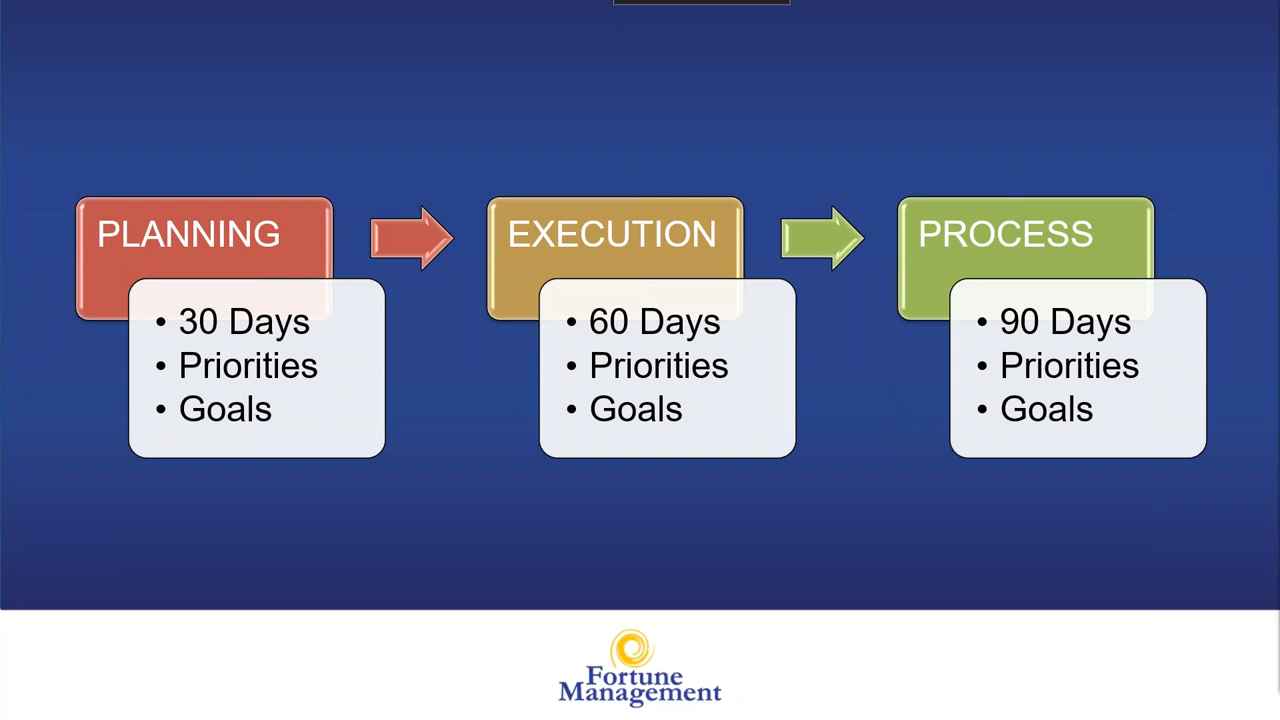 PLANNING
• 30 Days
• Priorities
• Goals
EXECUTION
• 60 Days
• Priorities
• Goals
PROCESS
• 90 Days
• Priorities
• Goals
Fortune
Management